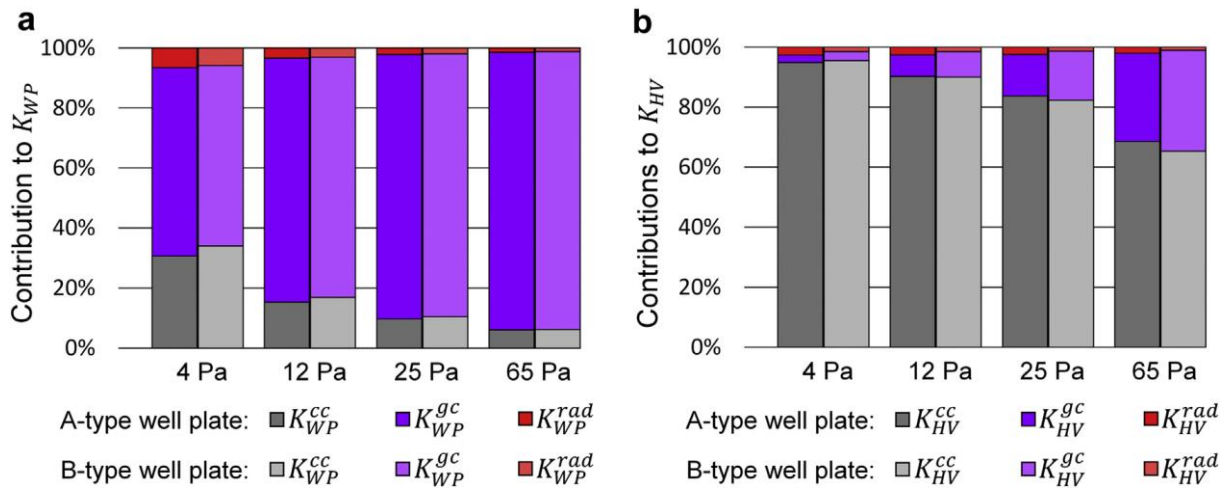 a
Contribution to K_WP
100%
80%
60%
40%
20%
0%
4 Pa 12 Pa 25 Pa 65 Pa
A-type well plate: K_WP^cc K_WP^gc K_WP^rad
B-type well plate: K_WP^cc K_WP^gc K_WP^rad
b
Contributions to K_HV
100%
80%
60%
40%
20%
0%
4 Pa 12 Pa 25 Pa 65 Pa
A-type well plate: K_HV^cc K_HV^gc K_HV^rad
B-type well plate: K_HV^cc K_HV^gc K_HV^rad